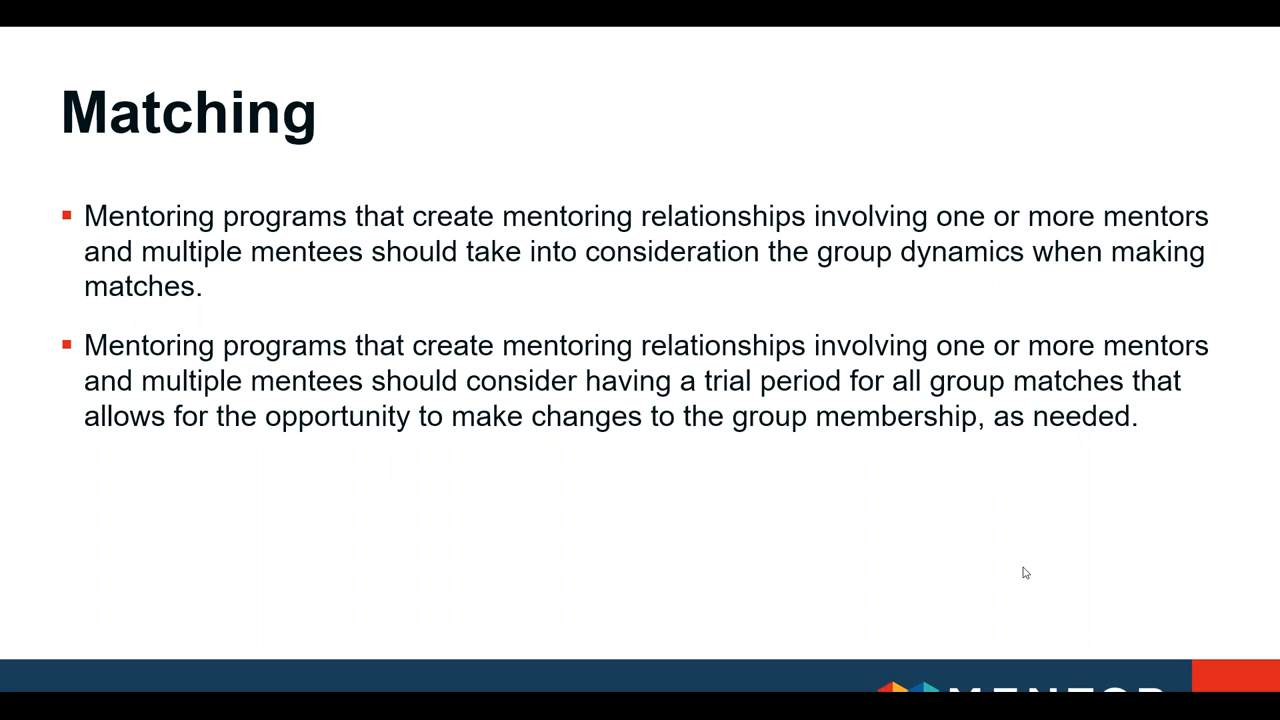 Matching
Mentoring programs that create mentoring relationships involving one or more mentors
and multiple mentees should take into consideration the group dynamics when making
matches.
Mentoring programs that create mentoring relationships involving one or more mentors
and multiple mentees should consider having a trial period for all group matches that
allows for the opportunity to make changes to the group membership, as needed.
MENTOR